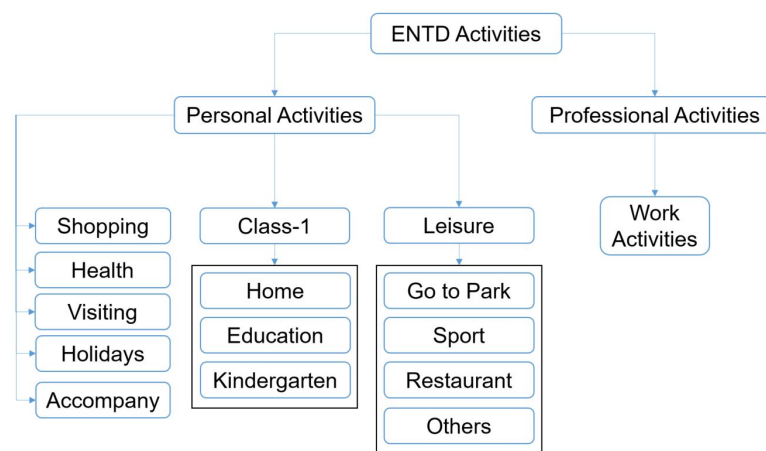 ENTD Activities
Personal Activities
Professional Activities
Shopping
Health
Visiting
Holidays
Accompany
Class-1
Home
Education
Kindergarten
Leisure
Go to Park
Sport
Restaurant
Others
Work
Activities